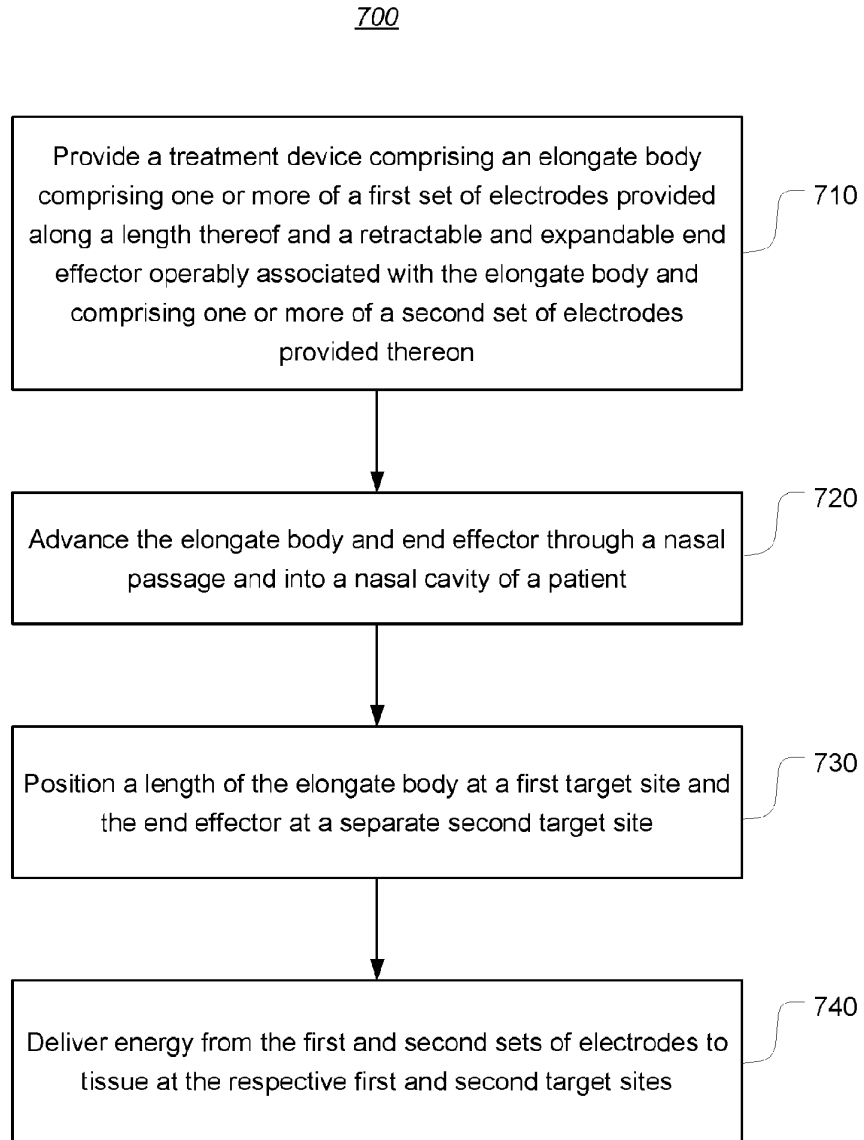 700
Provide a treatment device comprising an elongate body
comprising one or more of a first set of electrodes provided
along a length thereof and a retractable and expandable end
effector operably associated with the elongate body and
comprising one or more of a second set of electrodes
provided thereon
710
Advance the elongate body and end effector through a nasal
passage and into a nasal cavity of a patient
720
Position a length of the elongate body at a first target site and
the end effector at a separate second target site
730
Deliver energy from the first and second sets of electrodes to
tissue at the respective first and second target sites
740